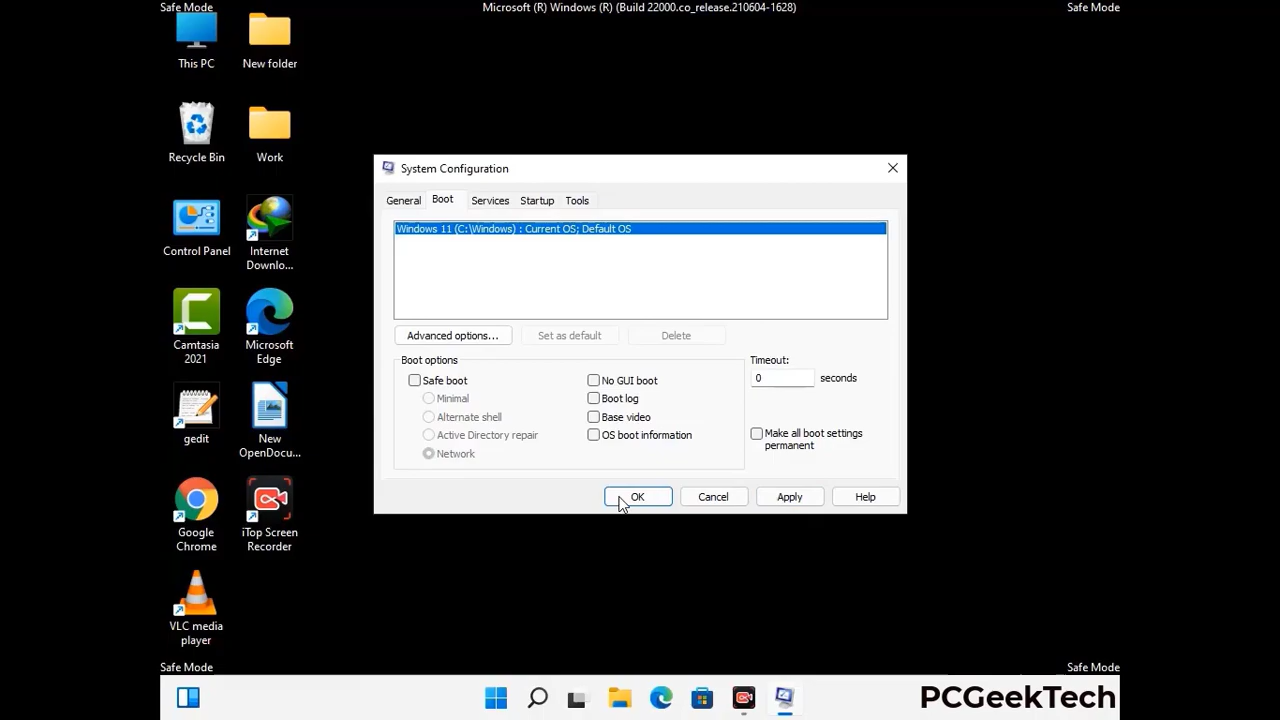 Safe Mode
Microsoft (R) Windows (R) (Build 22000.co_release.210604-1628)
Safe Mode
This PC
New folder
Recycle Bin
Work
Control Panel
Internet
Downlo...
Camtasia
2021
Microsoft
Edge
gedit
New
OpenDocu...
Google
Chrome
iTop Screen
Recorder
VLC media
player
System Configuration
General
Boot
Services
Startup
Tools
Windows 11 (C:\Windows) : Current OS; Default OS
Advanced options...
Set as default
Delete
Boot options
Safe boot
Minimal
Alternate shell
Active Directory repair
Network
No GUI boot
Boot log
Base video
OS boot information
Timeout:
0 seconds
Make all boot settings
permanent
OK
Cancel
Apply
Help
Safe Mode
Safe Mode
PCGeekTech